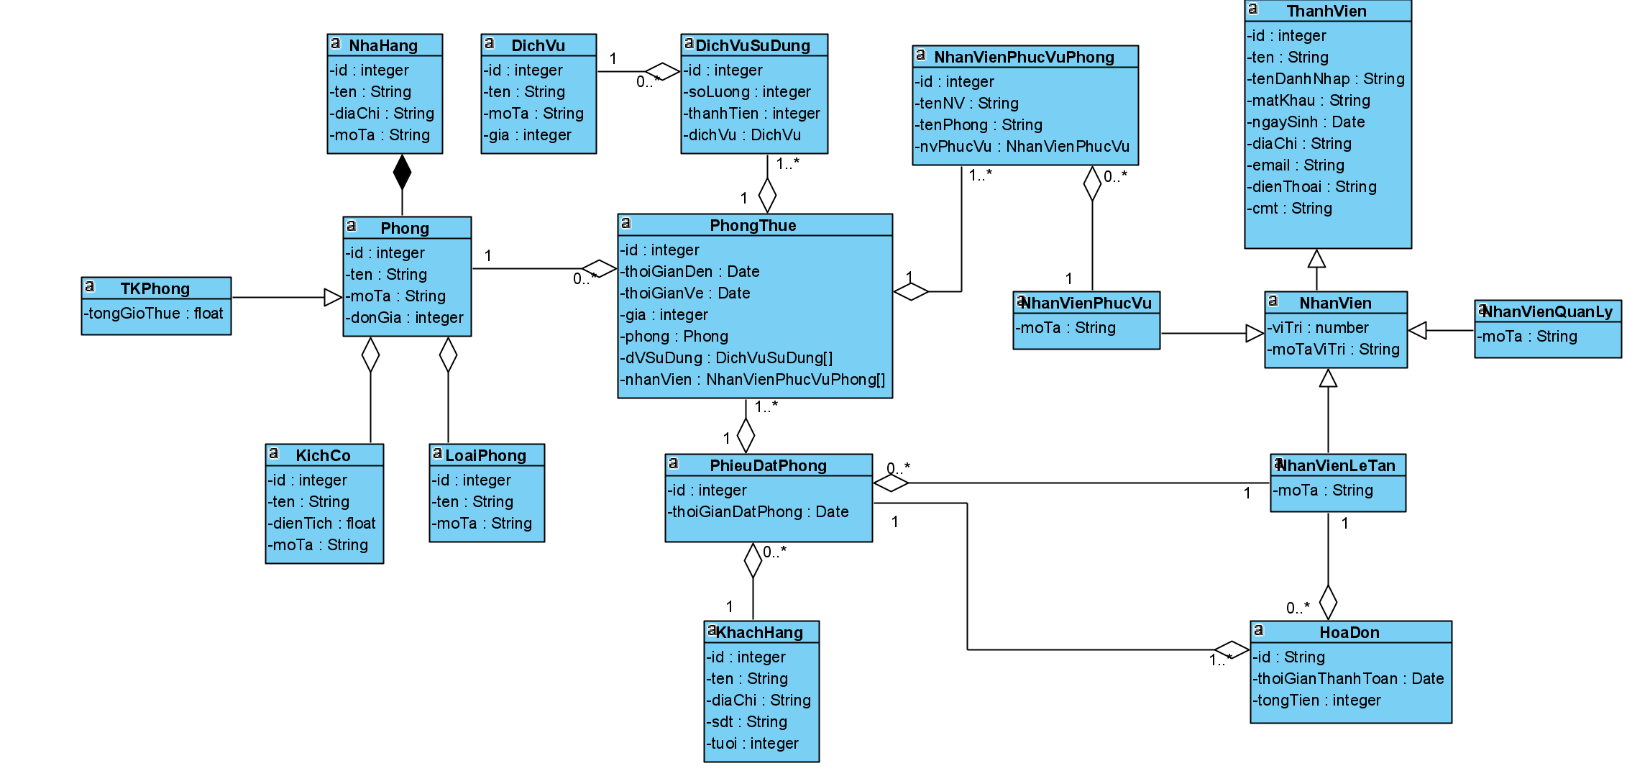 a NhaHang
-id : integer
-ten : String
-diaChi : String
-moTa : String
a DichVu
-id : integer
-ten : String
-moTa : String
-gia : integer
1
0..*
a DichVuSuDung
-id : integer
-soLuong : integer
-thanhTien : integer
-dichVu : DichVu
1..*
1
a NhanVienPhucVuPhong
-id : integer
-tenNV : String
-tenPhong : String
-nvPhucVu : NhanVienPhucVu
1..*
0..*
1
1
a ThanhVien
-id : integer
-ten : String
-tenDanhNhap : String
-matKhau : String
-ngaySinh : Date
-diaChi : String
-email : String
-dienThoai : String
-cmt : String
a TKPhong
-tongGioThue : float
a Phong
-id : integer
-ten : String
-moTa : String
-donGia : integer
1
0..*
a PhongThue
-id : integer
-thoiGianDen : Date
-thoiGianVe : Date
-gia : integer
-phong : Phong
-dVSuDung : DichVuSuDung[]
-nhanVien : NhanVienPhucVuPhong[]
1..*
1
a NhanVienPhucVu
-moTa : String
a NhanVien
-viTri : number
-moTaViTri : String
a NhanVienQuanLy
-moTa : String
a KichCo
-id : integer
-ten : String
-dienTich : float
-moTa : String
a LoaiPhong
-id : integer
-ten : String
-moTa : String
a PhieuDatPhong
-id : integer
-thoiGianDatPhong : Date
0..*
1
1
a NhanVienLeTan
-moTa : String
1
0..*
0..*
1
1..*
a KhachHang
-id : integer
-ten : String
-diaChi : String
-sdt : String
-tuoi : integer
a HoaDon
-id : String
-thoiGianThanhToan : Date
-tongTien : integer